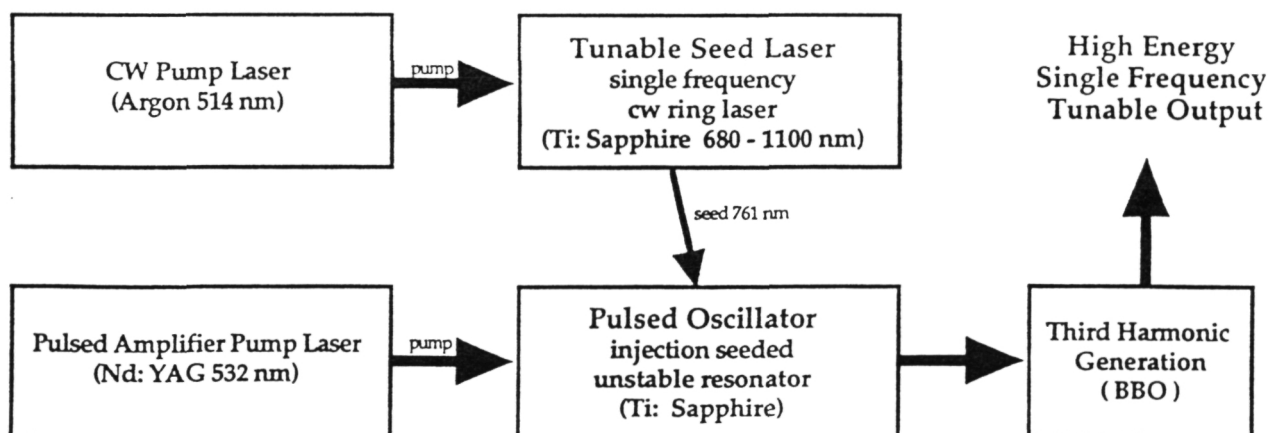 CW Pump Laser
(Argon 514 nm)
pump
Tunable Seed Laser
single frequency
cw ring laser
(Ti: Sapphire 680 - 1100 nm)
High Energy
Single Frequency
Tunable Output
seed 761 nm
Pulsed Amplifier Pump Laser
(Nd: YAG 532 nm)
pump
Pulsed Oscillator
injection seeded
unstable resonator
(Ti: Sapphire)
Third Harmonic
Generation
( BBO )